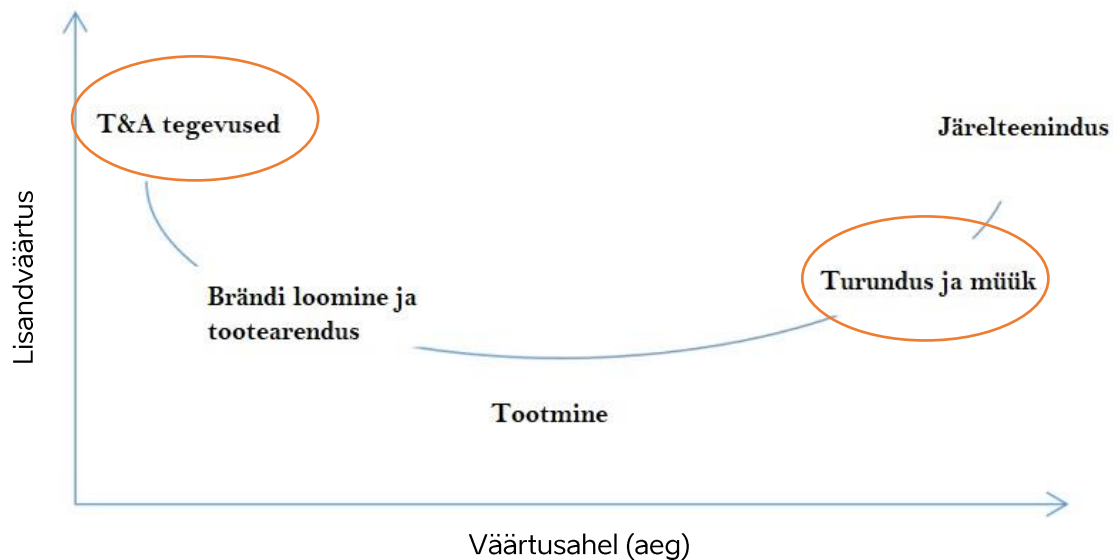 T&A tegevused
Järelteenindus
Lisandväärtus
Turundus ja müük
Brändi loomine ja
tootearendus
Tootmine
Väärtusahel (aeg)